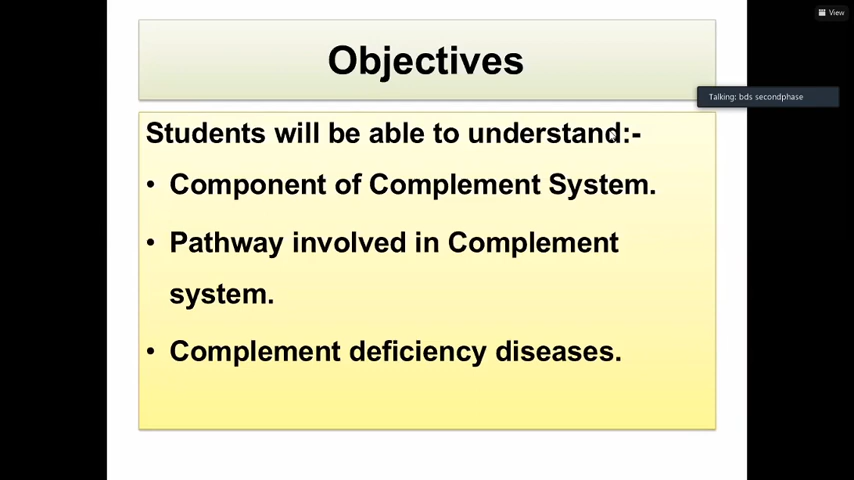 View
Objectives
Talking: bds secondphase
Students will be able to understand:-
• Component of Complement System.
• Pathway involved in Complement
system.
• Complement deficiency diseases.